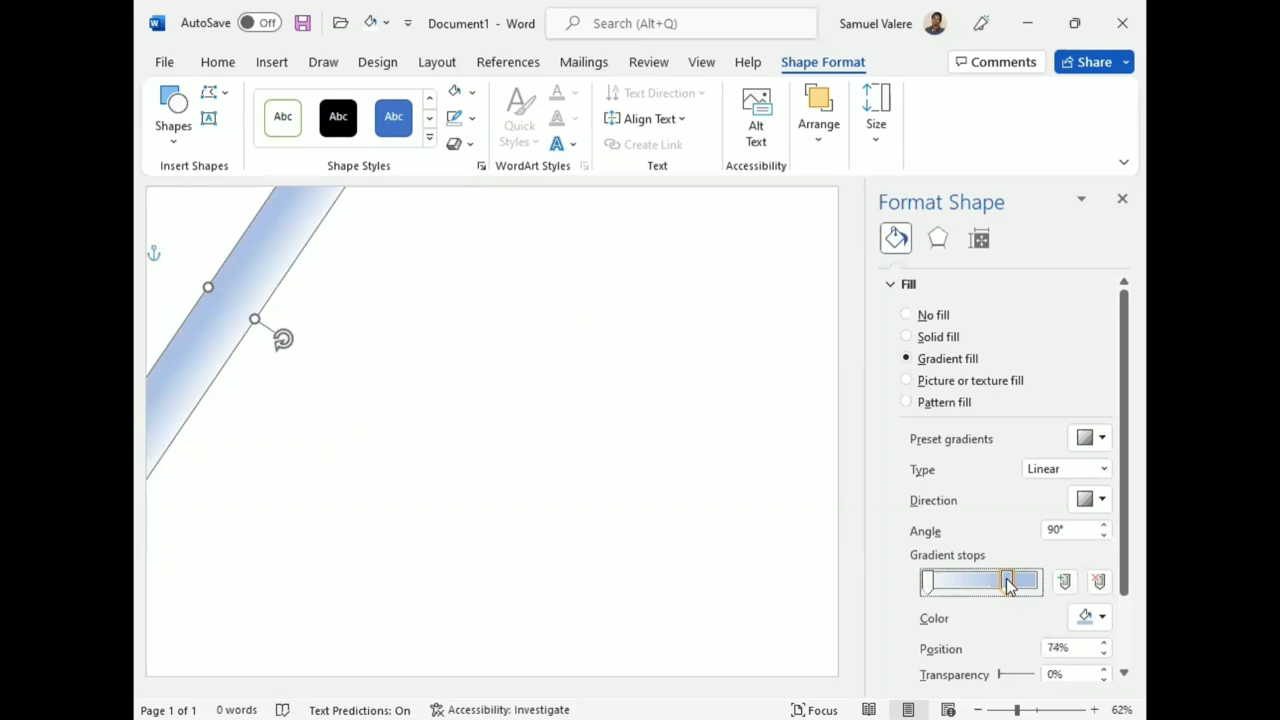 AutoSave Off Document1 - Word Search (Alt+Q) Samuel Valere
File Home Insert Draw Design Layout References Mailings Review View Help Shape Format Comments Share
Shapes
Insert Shapes
Abc Abc Abc
Shape Styles
Quick
Styles
WordArt Styles
Text Direction
Align Text
Create Link
Text
Alt
Text
Accessibility
Arrange
Size
Format Shape
Fill
No fill
Solid fill
Gradient fill
Picture or texture fill
Pattern fill
Preset gradients
Type Linear
Direction
Angle 90°
Gradient stops
Color
Position 74%
Transparency 0%
Page 1 of 1 0 words Text Predictions: On Accessibility: Investigate Focus 62%